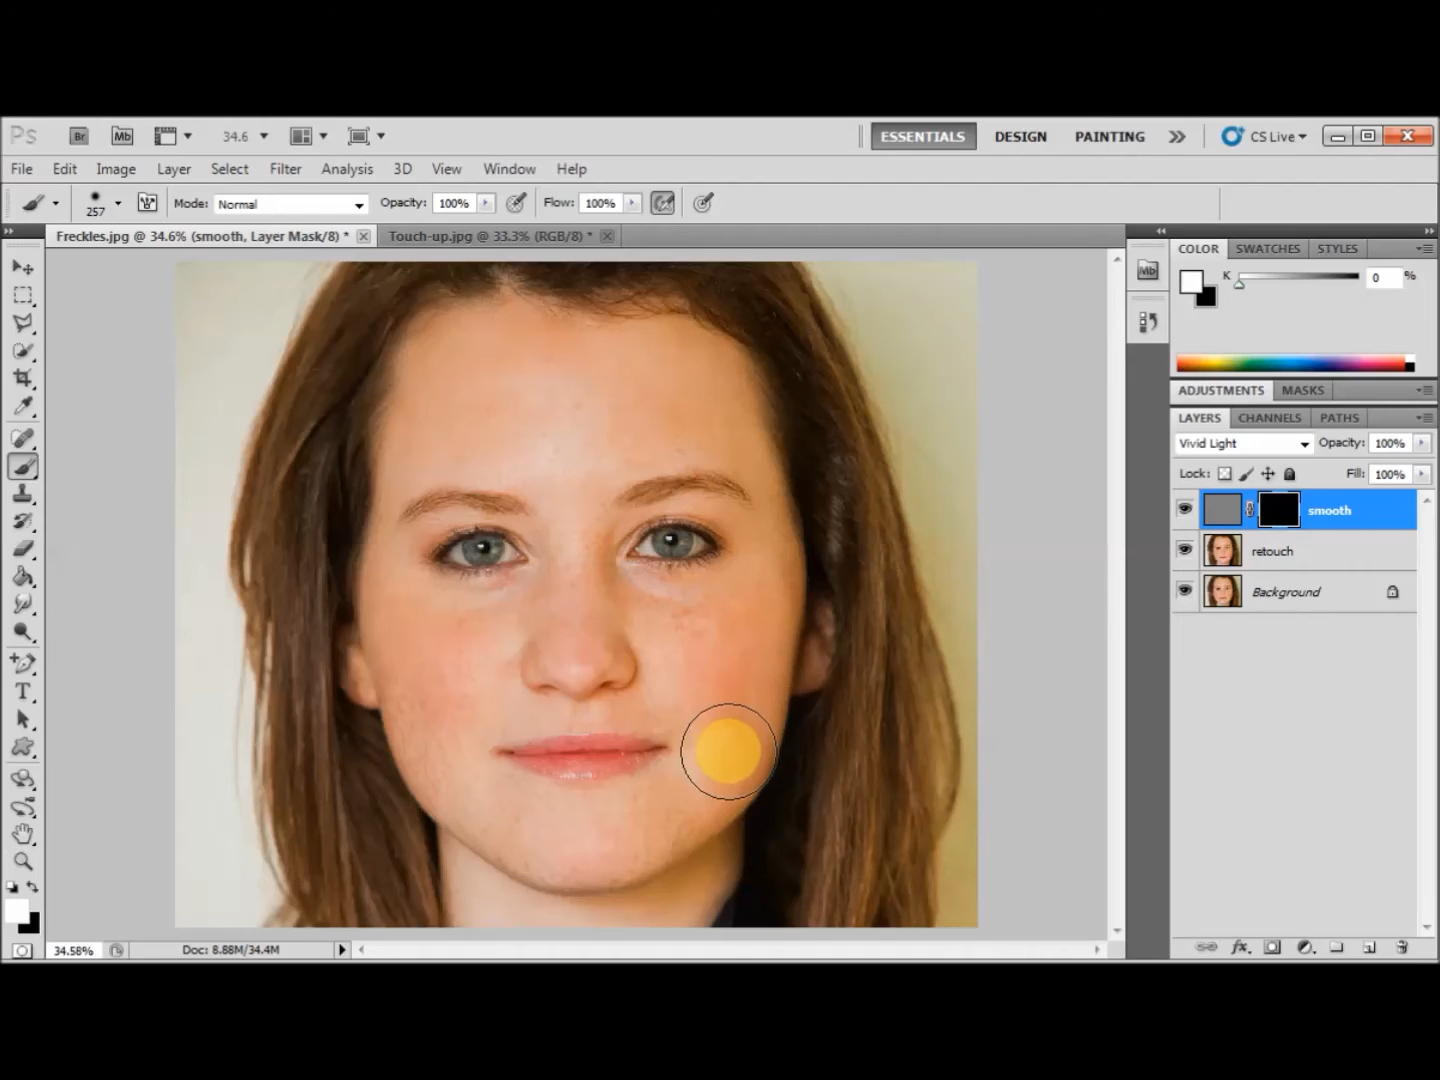 Ps Br Mb 34.6 ESSENTIALS DESIGN PAINTING CS Live
File Edit Image Layer Select Filter Analysis 3D View Window Help
257 Mode: Normal Opacity: 100% Flow: 100%
Freckles.jpg @ 34.6% (smooth, Layer Mask/8) * Touch-up.jpg @ 33.3% (RGB/8) *
COLOR SWATCHES STYLES
Mb
K 0 %
ADJUSTMENTS MASKS
LAYERS CHANNELS PATHS
Vivid Light Opacity: 100%
Lock: Fill: 100%
smooth
retouch
Background
T
34.58% Doc: 8.88M/34.4M
fx